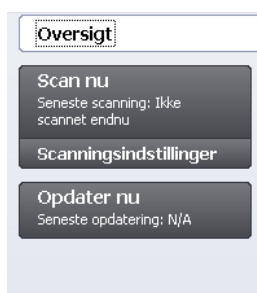 Oversigt
Scan nu
Seneste scanning: Ikke
scannet endnu
Scanningsindstillinger
Opdater nu
Seneste opdatering: N/A